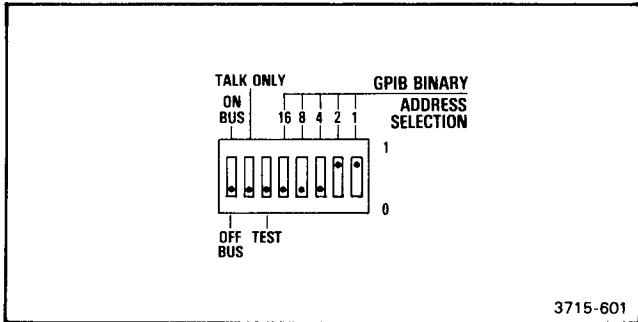 TALK ONLY
GPIB BINARY
ADDRESS
SELECTION
ON
BUS
16 8 4 2 1
1
0
OFF
BUS
TEST
3715-601